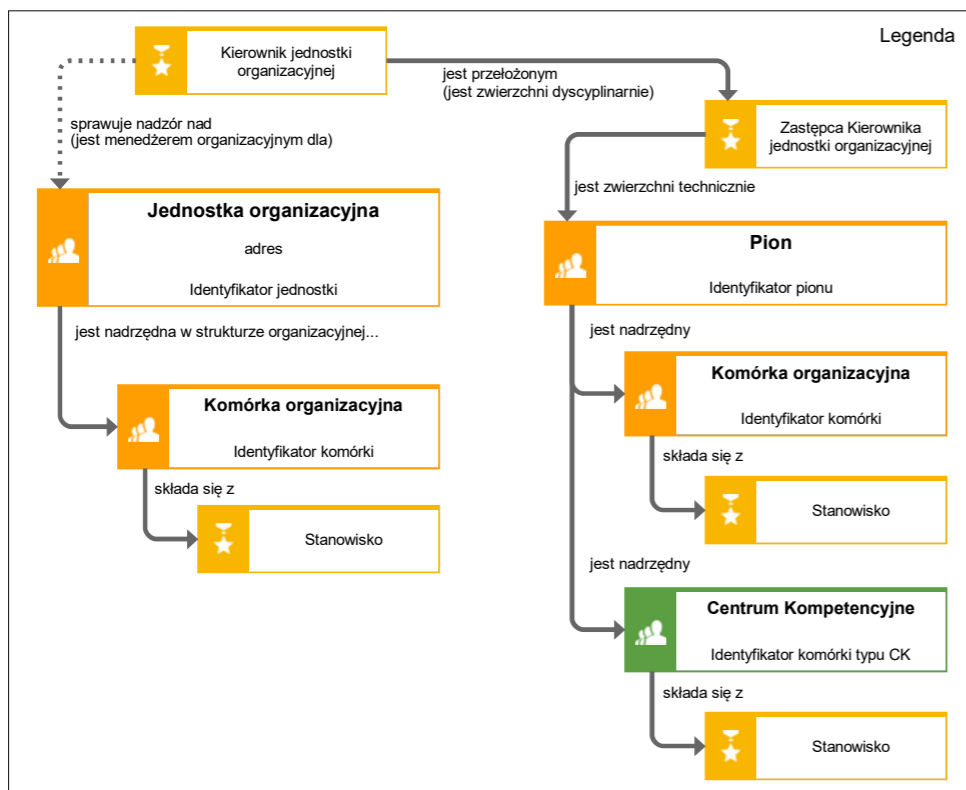 Legenda
Kierownik jednostki
organizacyjnej
jest przełożonym
(jest zwierzchni dyscyplinarnie)
sprawuje nadzór nad
(jest menedżerem organizacyjnym dla)
Zastępca Kierownika
jednostki organizacyjnej
jest zwierzchni technicznie
Jednostka organizacyjna
adres
Identyfikator jednostki
Pion
Identyfikator pionu
jest nadrzędna w strukturze organizacyjnej...
jest nadrzędny
Komórka organizacyjna
Identyfikator komórki
Komórka organizacyjna
Identyfikator komórki
składa się z
Stanowisko
składa się z
Stanowisko
jest nadrzędny
Centrum Kompetencyjne
Identyfikator komórki typu CK
składa się z
Stanowisko